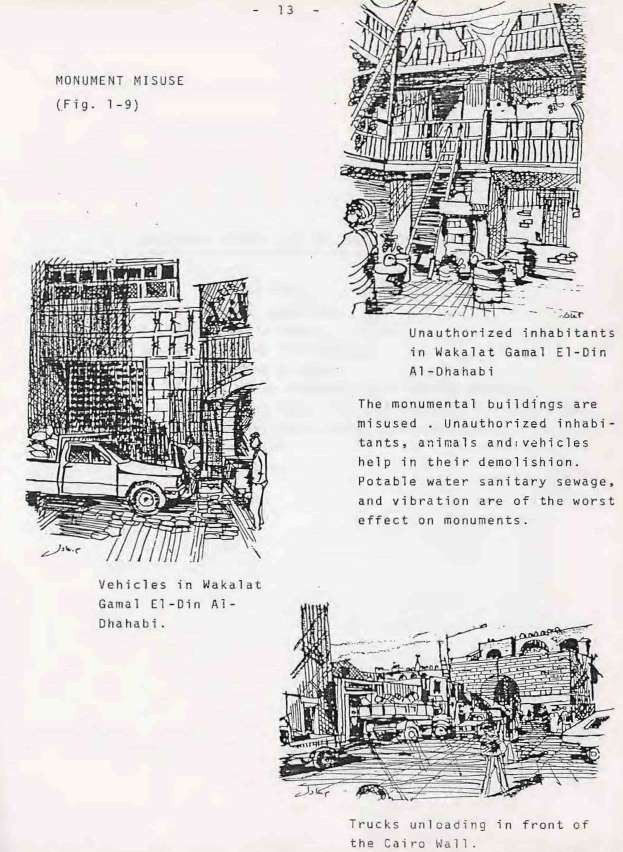 - 13 -
MONUMENT MISUSE
(Fig. 1-9)
Unauthorized inhabitants
in Wakalat Gamal El-Din
Al-Dhahabi
The monumental buildings are
misused . Unauthorized inhabi-
tants, animals and vehicles
help in their demolishion.
Potable water sanitary sewage,
and vibration are of the worst
effect on monuments.
Vehicles in Wakalat
Gamal El-Din Al-
Dhahabi.
Trucks unloading in front of
the Cairo Wall.